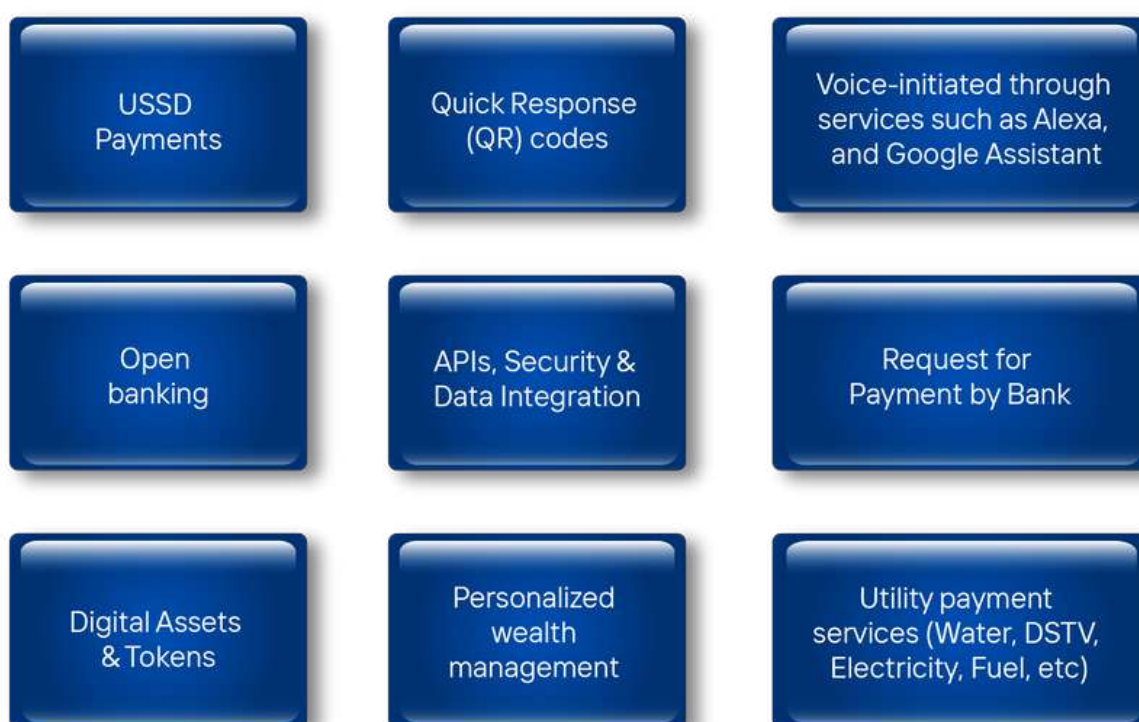 USSD
Payments
Quick Response
(QR) codes
Voice-initiated through
services such as Alexa,
and Google Assistant
Open
banking
APIs, Security &
Data Integration
Request for
Payment by Bank
Digital Assets
& Tokens
Personalized
wealth
management
Utility payment
services (Water, DSTV,
Electricity, Fuel, etc)